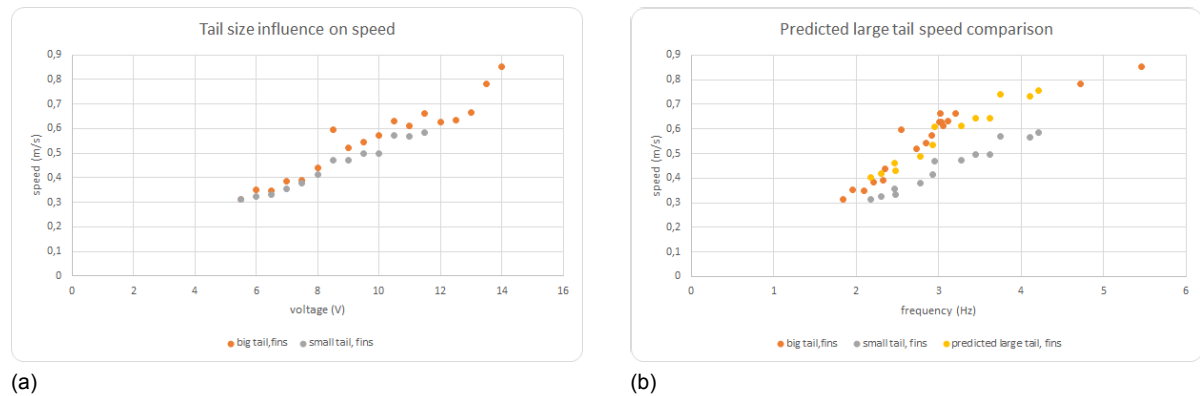 Tail size influence on speed
0,9
0,8
0,7
0,6
0,5
0,4
0,3
0,2
0,1
0
speed (m/s)
0 2 4 6 8 10 12 14 16
voltage (V)
big tail,fins small tail, fins
(a)
Predicted large tail speed comparison
0,9
0,8
0,7
0,6
0,5
0,4
0,3
0,2
0,1
0
speed (m/s)
0 1 2 3 4 5 6
frequency (Hz)
big tail,fins small tail, fins predicted large tail, fins
(b)